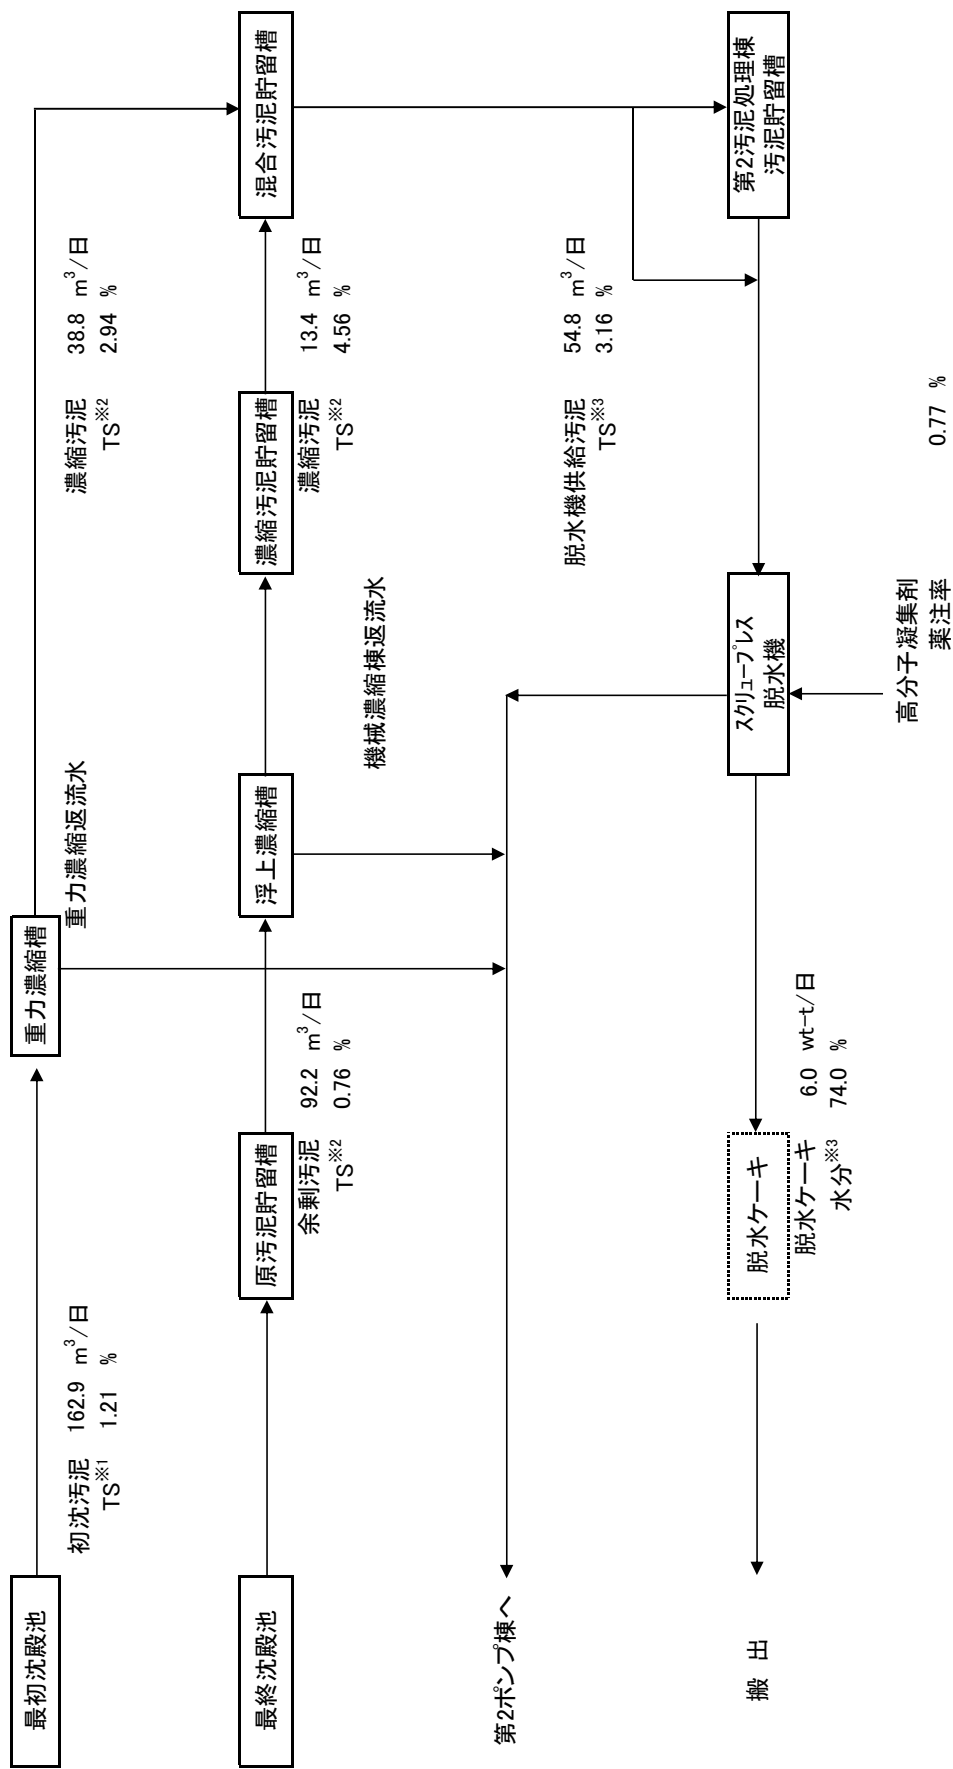 最初沈殿池
初沈汚泥 162.9 m³/日
TS※1 1.21 %
重力濃縮槽
重力濃縮返流水
濃縮汚泥 38.8 m³/日
TS※2 2.94 %
最終沈殿池
原汚泥貯留槽
余剰汚泥 92.2 m³/日
TS※2 0.76 %
浮上濃縮槽
機械濃縮棟返流水
濃縮汚泥貯留槽
濃縮汚泥 13.4 m³/日
TS※2 4.56 %
混合汚泥貯留槽
第2ポンプ棟へ
脱水機供給汚泥 54.8 m³/日
TS※3 3.16 %
搬 出
脱水ケーキ
脱水ケーキ 6.0 wt-t/日
水分※3 74.0 %
スクリュープレス
脱水機
第2汚泥処理棟
汚泥貯留槽
高分子凝集剤
薬注率 0.77 %